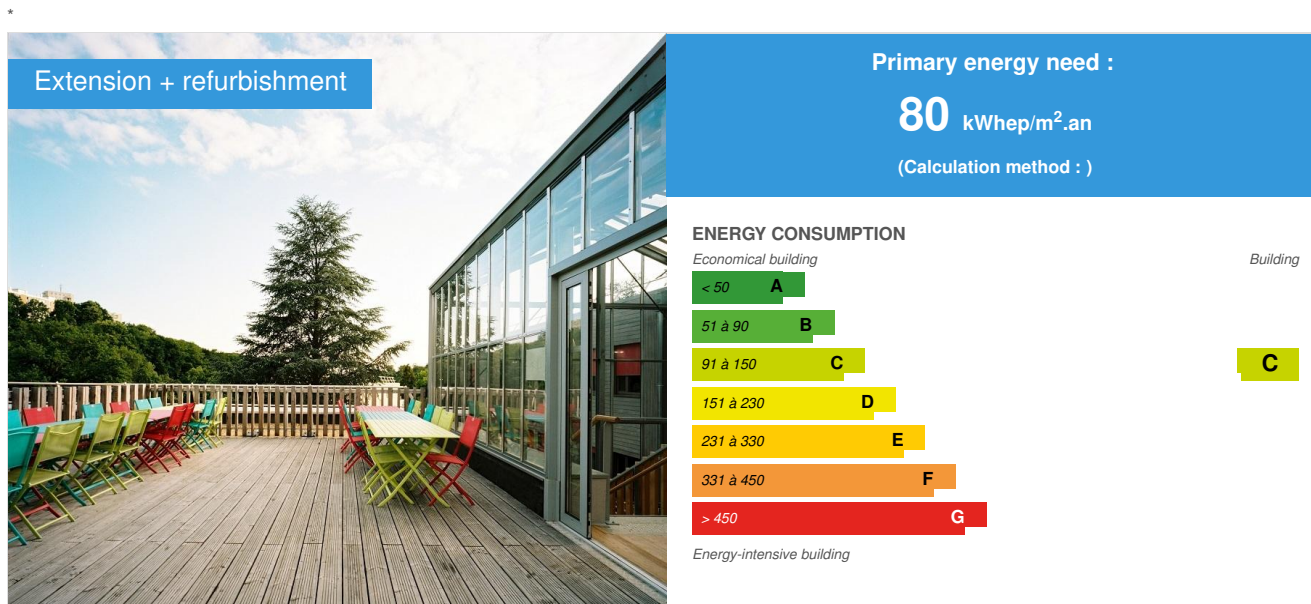 *
Extension + refurbishment
Primary energy need :
80 kWhep/m².an
(Calculation method : )
ENERGY CONSUMPTION
Economical building Building
< 50 A
51 à 90 B
91 à 150 C C
151 à 230 D
231 à 330 E
331 à 450 F
> 450 G
Energy-intensive building